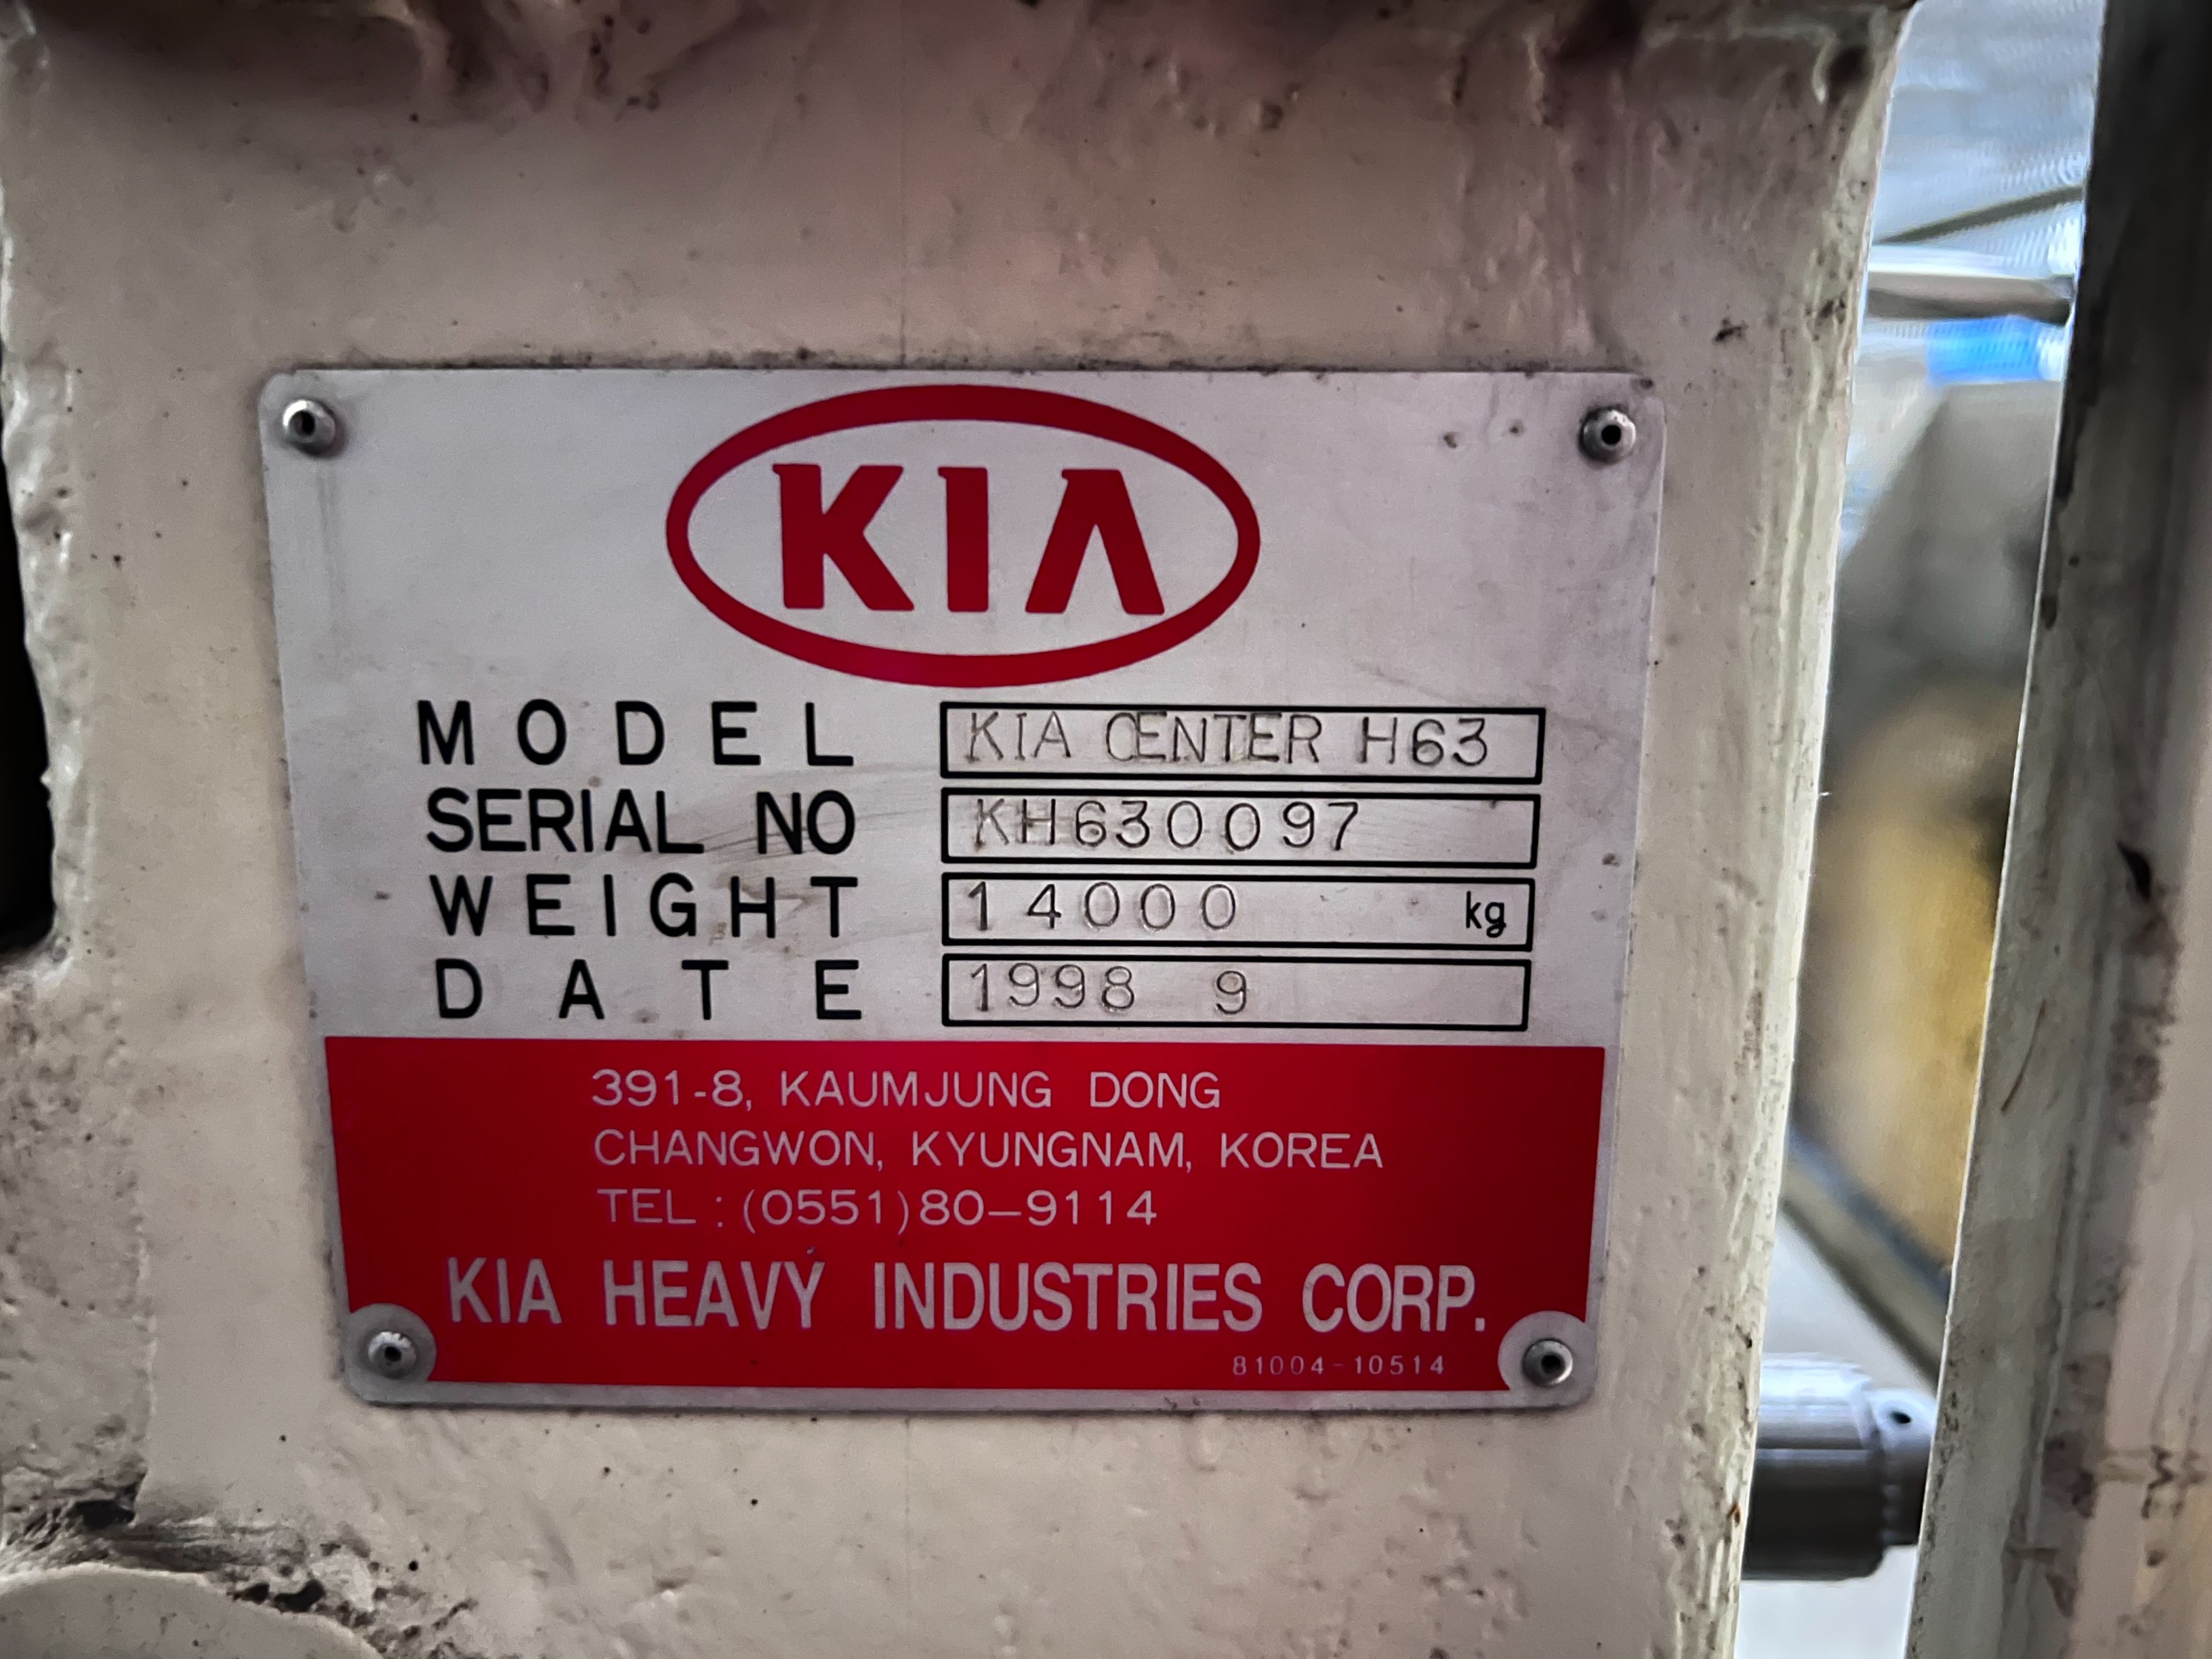 KIA
MODEL KIA CENTER H63
SERIAL NO KH630097
WEIGHT 14000 kg
DATE 1998 9
391-8, KAUMJUNG DONG
CHANGWON, KYUNGNAM, KOREA
TEL : (0551)80-9114
KIA HEAVY INDUSTRIES CORP.
81004-10514